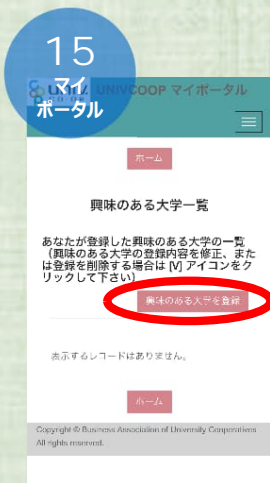 15
マイ
ポータル
UNIVCOOP マイポータル
ホーム
興味のある大学一覧
あなたが登録した興味のある大学の一覧
（興味のある大学の登録内容を修正、また
は登録を削除する場合は [V] アイコンをク
リックして下さい）
興味のある大学を登録
表示するレコードはありません。
ホーム
Copyright © Business Association of University Cooperatives
All rights reserved.